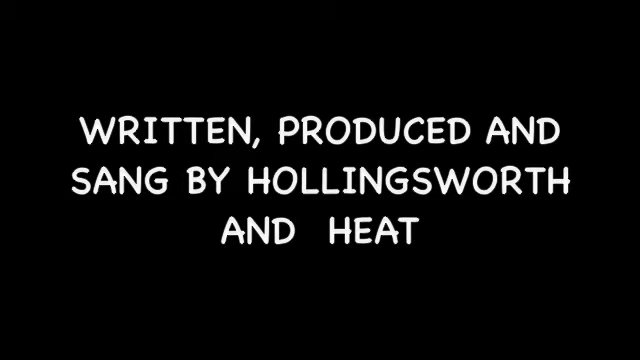 WRITTEN, PRODUCED AND
SANG BY HOLLINGSWORTH
AND  HEAT